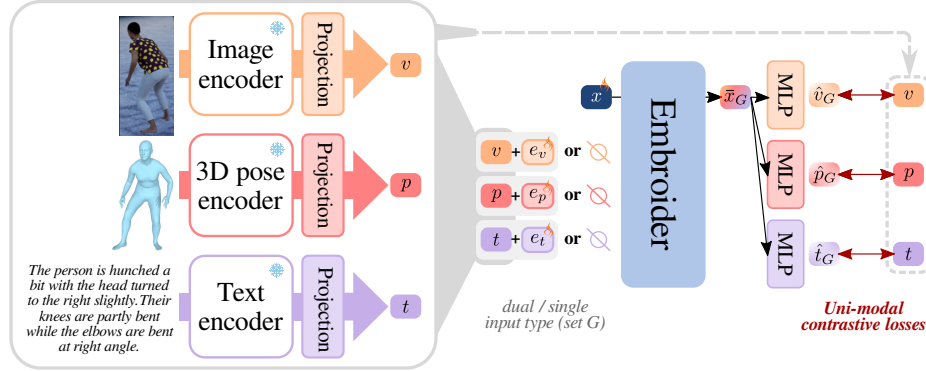 Image
encoder
Projection
v
3D pose
encoder
Projection
p
The person is hunched a
bit with the head turned
to the right slightly.Their
knees are partly bent
while the elbows are bent
at right angle.
Text
encoder
Projection
t
v + e_v or ∅
p + e_p or ∅
t + e_t or ∅
dual / single
input type (set G)
x
Embroider
x̄_G
MLP
v̂_G
v
MLP
p̂_G
p
MLP
t̂_G
t
Uni-modal
contrastive losses